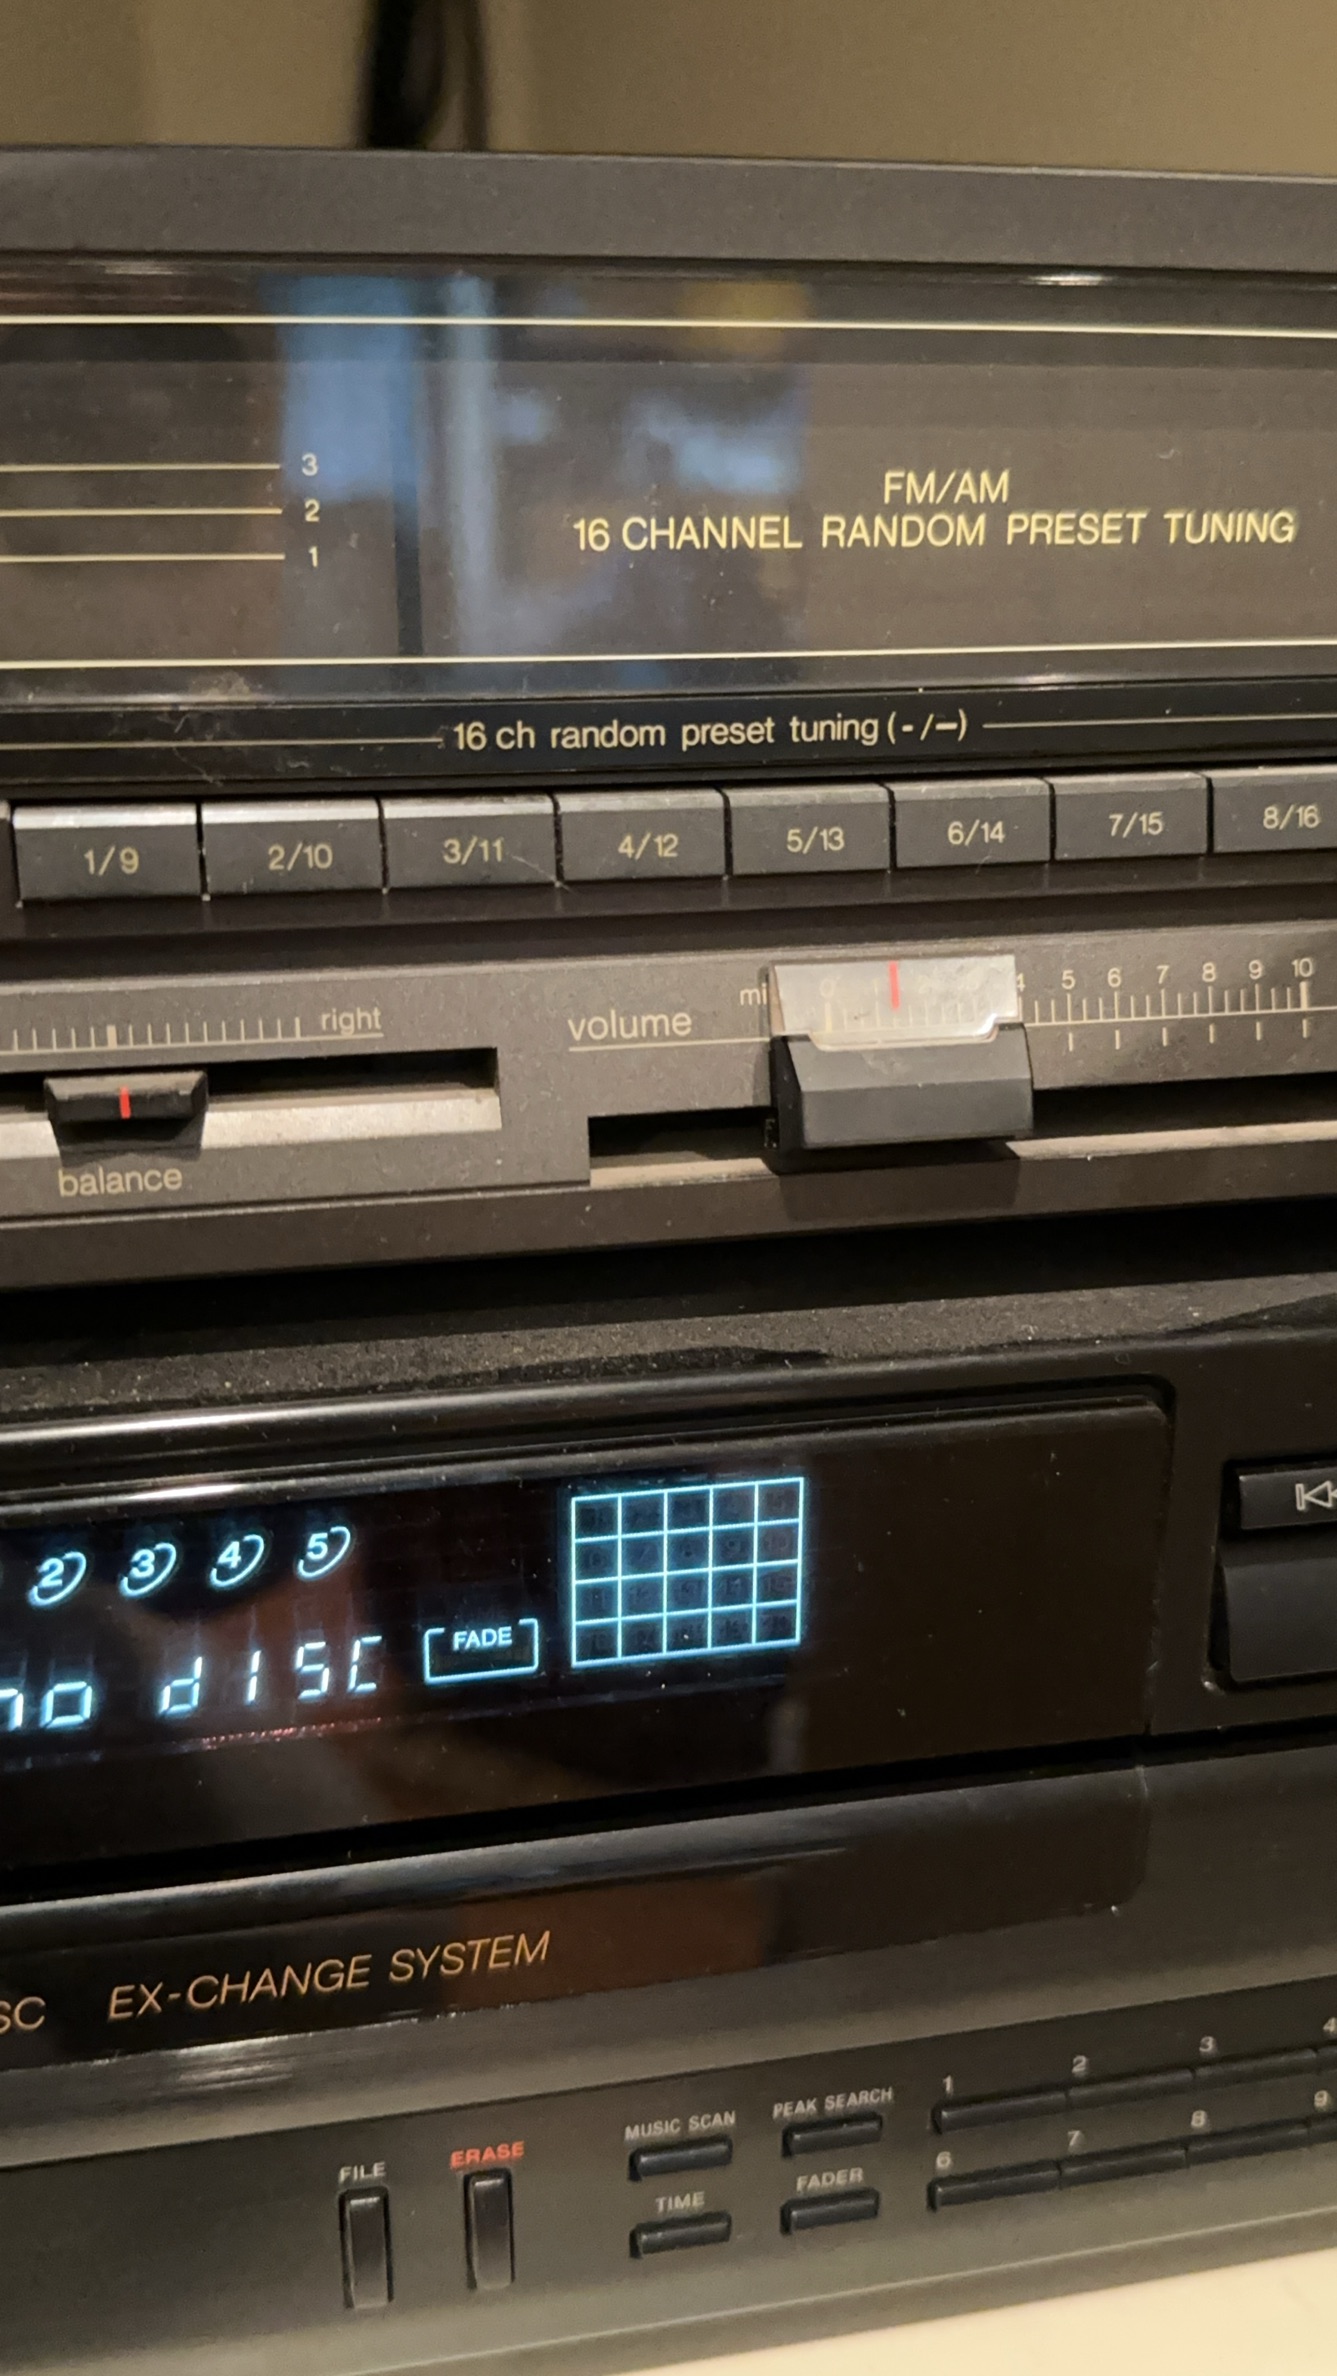 3
2
1
FM/AM
16 CHANNEL RANDOM PRESET TUNING
16 ch random preset tuning (-/–)
1/9 2/10 3/11 4/12 5/13 6/14 7/15 8/16
right
balance
volume
4 5 6 7 8 9 10
2 3 4 5
no dISC
FADE
EX-CHANGE SYSTEM
FILE
ERASE
MUSIC SCAN
PEAK SEARCH
TIME
FADER
1 2 3 4
6 7 8 9